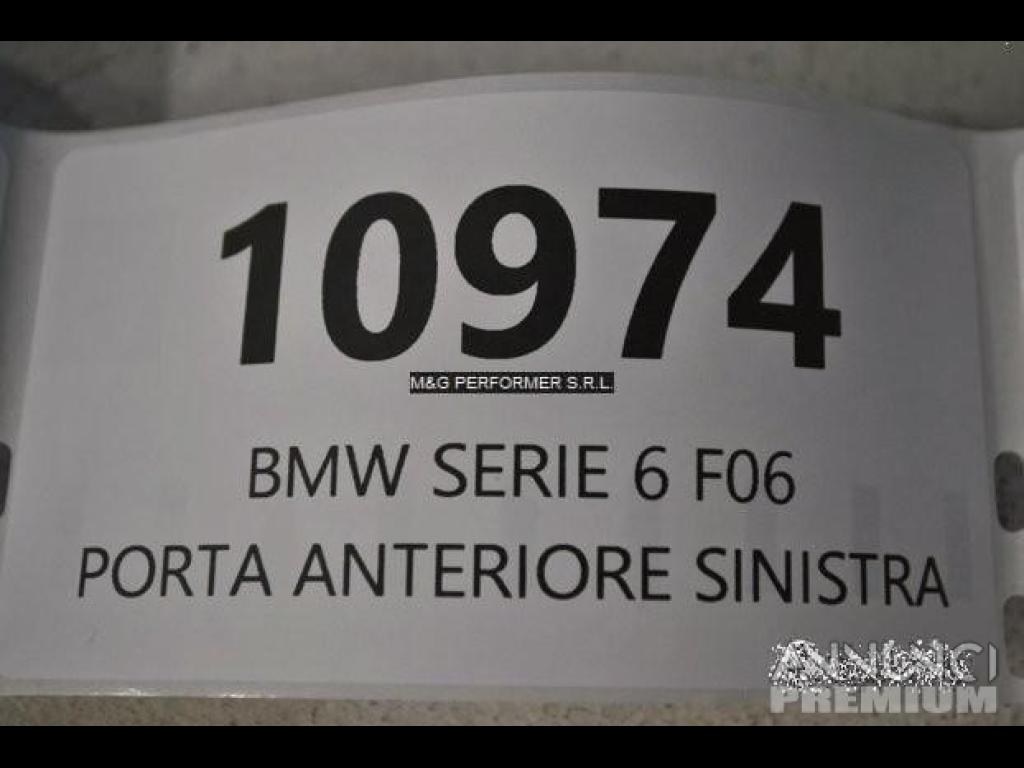 10974
M&G PERFORMER S.R.L.
BMW SERIE 6 F06
PORTA ANTERIORE SINISTRA
ANNUNCI
PREMIUM